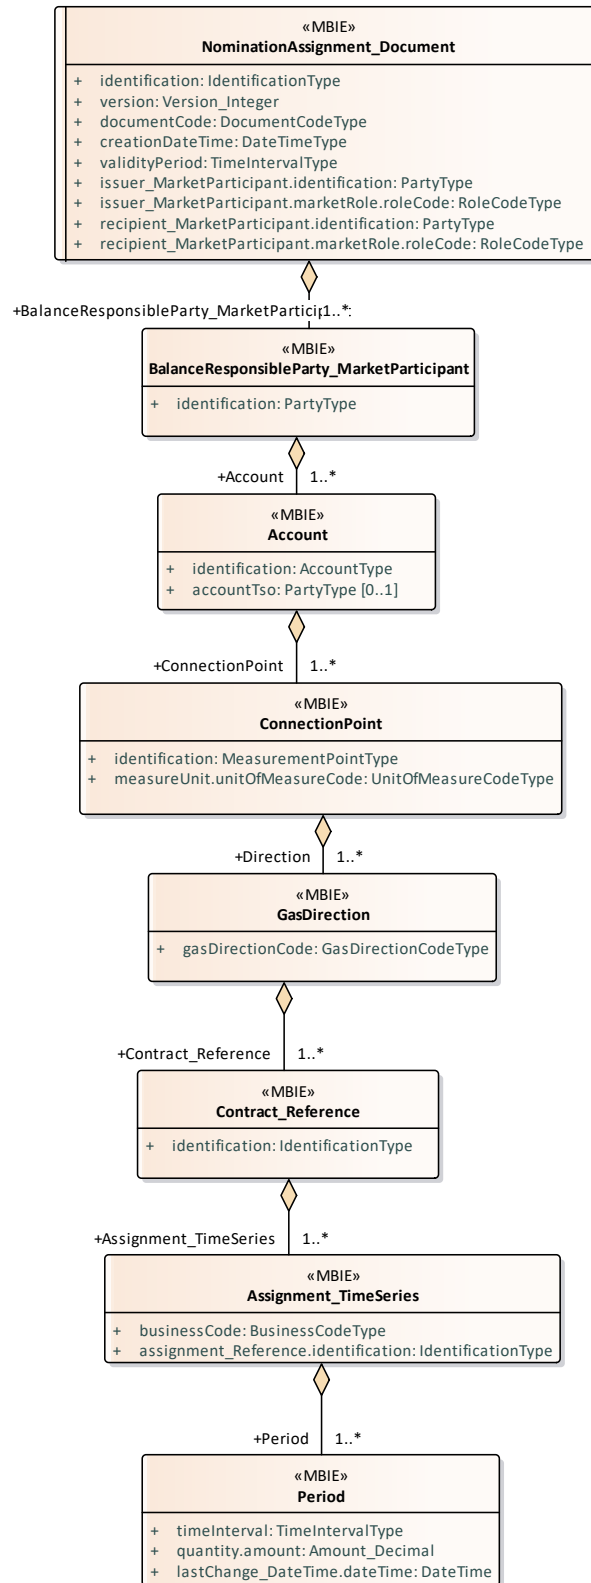 «MBIE»
NominationAssignment_Document
+ identification: IdentificationType
+ version: Version_Integer
+ documentCode: DocumentCodeType
+ creationDateTime: DateTimeType
+ validityPeriod: TimeIntervalType
+ issuer_MarketParticipant.identification: PartyType
+ issuer_MarketParticipant.marketRole.roleCode: RoleCodeType
+ recipient_MarketParticipant.identification: PartyType
+ recipient_MarketParticipant.marketRole.roleCode: RoleCodeType
+BalanceResponsibleParty_MarketParticip 1..*
«MBIE»
BalanceResponsibleParty_MarketParticipant
+ identification: PartyType
+Account 1..*
«MBIE»
Account
+ identification: AccountType
+ accountTso: PartyType [0..1]
+ConnectionPoint 1..*
«MBIE»
ConnectionPoint
+ identification: MeasurementPointType
+ measureUnit.unitOfMeasureCode: UnitOfMeasureCodeType
+Direction 1..*
«MBIE»
GasDirection
+ gasDirectionCode: GasDirectionCodeType
+Contract_Reference 1..*
«MBIE»
Contract_Reference
+ identification: IdentificationType
+Assignment_TimeSeries 1..*
«MBIE»
Assignment_TimeSeries
+ businessCode: BusinessCodeType
+ assignment_Reference.identification: IdentificationType
+Period 1..*
«MBIE»
Period
+ timeInterval: TimeIntervalType
+ quantity.amount: Amount_Decimal
+ lastChange_DateTime.dateTime: DateTime